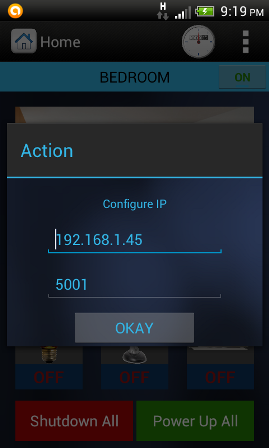 H
9:19 PM
Home
BEDROOM
ON
Action
Configure IP
192.168.1.45
5001
OKAY
OFF
OFF
OFF
Shutdown All
Power Up All